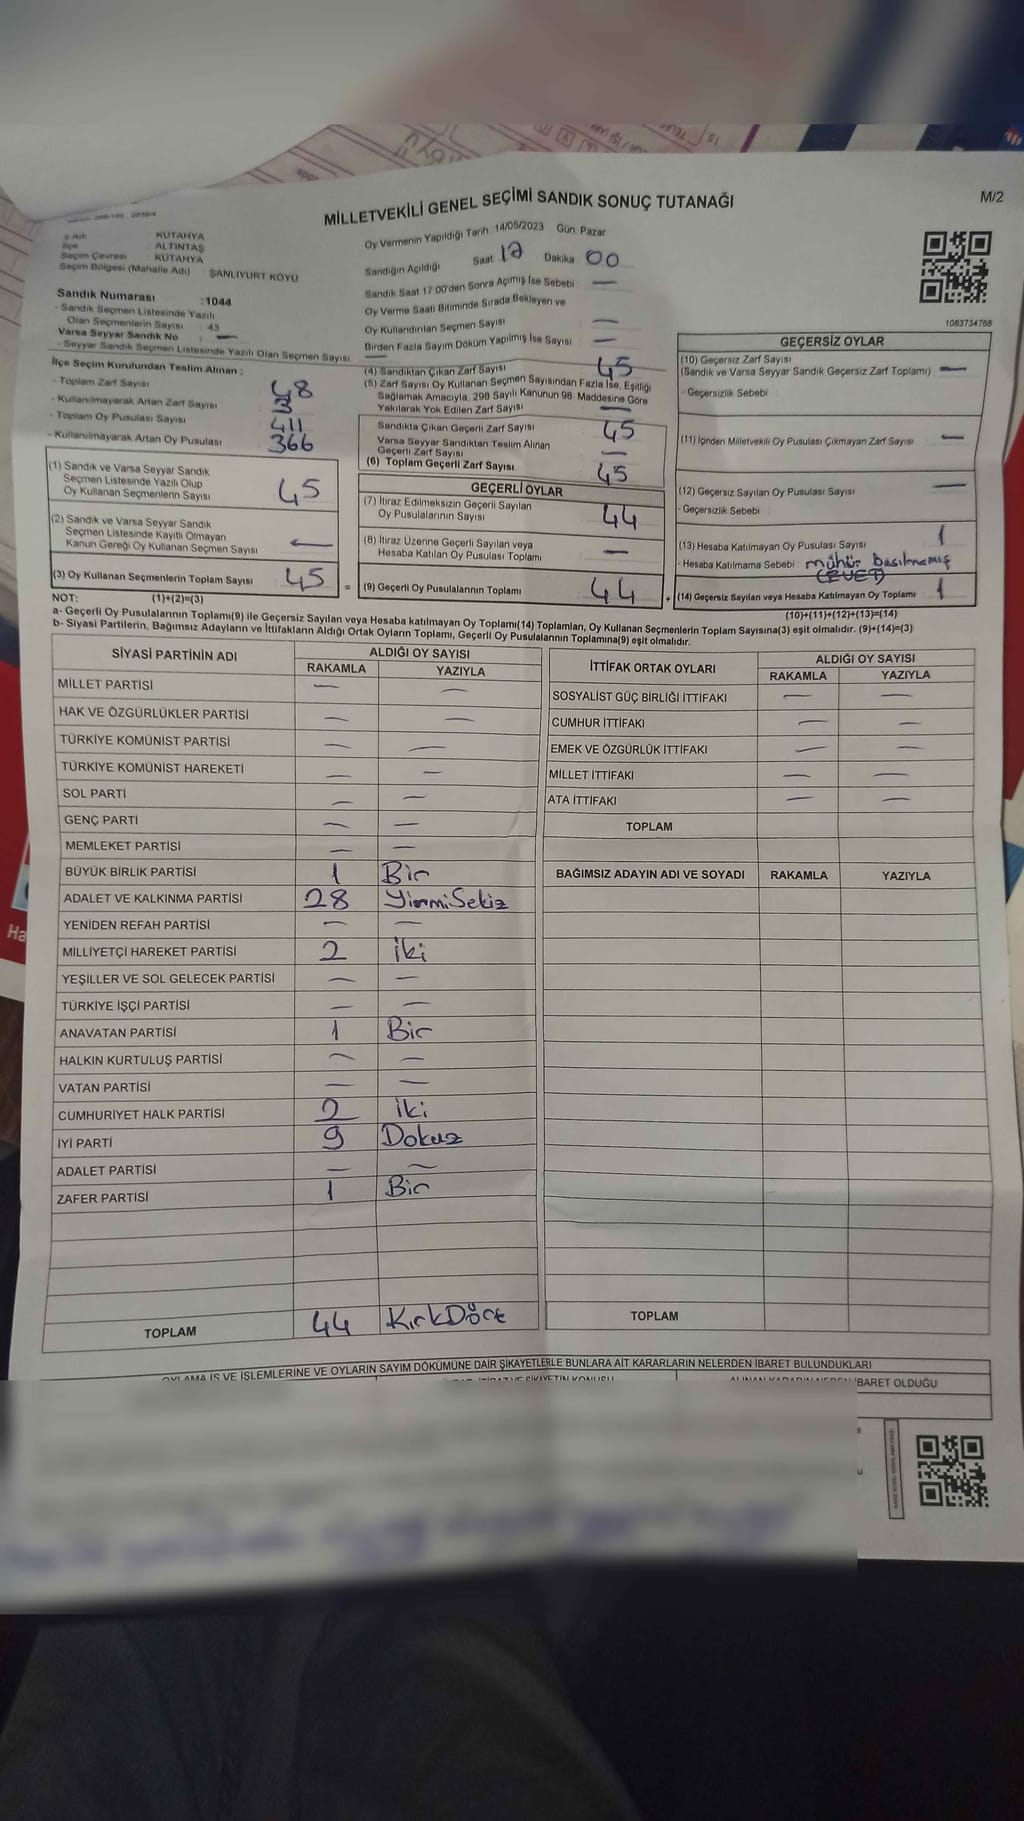 MİLLETVEKİLİ GENEL SEÇİMİ SANDIK SONUÇ TUTANAĞI
M/2
KÜTAHYA
İlçe : ALTINTAŞ
Seçim Çevresi : KÜTAHYA
Seçim Bölgesi (Mahalle Adı) ŞANLIYURT KÖYÜ
Sandık Numarası :1044
- Sandık Seçmen Listesinde Yazılı
Olan Seçmenlerin Sayısı :
Varsa Seyyar Sandık No : —
- Seyyar Sandık Seçmen Listesinde Yazılı Olan Seçmen Sayısı —
Oy Vermenin Yapıldığı Tarih 14/05/2023 Gün: Pazar
Sandığın Açıldığı Saat Dakika 00
Sandık Saat 17:00'den Sonra Açılmış İse Sebebi : —
Oy Verme Saati Bitiminde Sırada Bekleyen ve
Oy Kullandırılan Seçmen Sayısı : —
Birden Fazla Sayım Döküm Yapılmış İse Sayısı : —
1083734768
İlçe Seçim Kurulundan Teslim Alınan ;
- Toplam Zarf Sayısı : 48
- Kullanılmayarak Artan Zarf Sayısı : 3
- Toplam Oy Pusulası Sayısı : 411
- Kullanılmayarak Artan Oy Pusulası : 366
(1) Sandık ve Varsa Seyyar Sandık
Seçmen Listesinde Yazılı Olup
Oy Kullanan Seçmenlerin Sayısı 45
(2) Sandık ve Varsa Seyyar Sandık
Seçmen Listesinde Kayıtlı Olmayan
Kanun Gereği Oy Kullanan Seçmen Sayısı —
(3) Oy Kullanan Seçmenlerin Toplam Sayısı 45 =
(4) Sandıktan Çıkan Zarf Sayısı 45
(5) Zarf Sayısı Oy Kullanan Seçmen Sayısından Fazla İse, Eşitliği
Sağlamak Amacıyla, 298 Sayılı Kanunun 98. Maddesine Göre
Yakılarak Yok Edilen Zarf Sayısı —
Sandıkta Çıkan Geçerli Zarf Sayısı 45
Varsa Seyyar Sandıktan Teslim Alınan
Geçerli Zarf Sayısı —
(6) Toplam Geçerli Zarf Sayısı 45
GEÇERLİ OYLAR
(7) İtiraz Edilmeksizin Geçerli Sayılan
Oy Pusulalarının Sayısı 44
(8) İtiraz Üzerine Geçerli Sayılan veya
Hesaba Katılan Oy Pusulası Toplamı —
(9) Geçerli Oy Pusulalarının Toplamı 44 +
GEÇERSİZ OYLAR
(10) Geçersiz Zarf Sayısı
(Sandık ve Varsa Seyyar Sandık Geçersiz Zarf Toplamı) —
- Geçersizlik Sebebi :
(11) İçinden Milletvekili Oy Pusulası Çıkmayan Zarf Sayısı —
(12) Geçersiz Sayılan Oy Pusulası Sayısı —
- Geçersizlik Sebebi
(13) Hesaba Katılmayan Oy Pusulası Sayısı 1
- Hesaba Katılmama Sebebi : mühür basılmamış
(EVET)
(14) Geçersiz Sayılan veya Hesaba Katılmayan Oy Toplamı 1
NOT: (1)+(2)=(3)
(10)+(11)+(12)+(13)=(14)
a- Geçerli Oy Pusulalarının Toplamı(9) ile Geçersiz Sayılan veya Hesaba katılmayan Oy Toplamı(14) Toplamları, Oy Kullanan Seçmenlerin Toplam Sayısına(3) eşit olmalıdır. (9)+(14)=(3)
b- Siyasi Partilerin, Bağımsız Adayların ve İttifakların Aldığı Ortak Oyların Toplamı, Geçerli Oy Pusulalarının Toplamına(9) eşit olmalıdır.
SİYASİ PARTİNİN ADI ALDIĞI OY SAYISI
RAKAMLA YAZIYLA
MİLLET PARTİSİ — —
HAK VE ÖZGÜRLÜKLER PARTİSİ — —
TÜRKİYE KOMÜNİST PARTİSİ — —
TÜRKİYE KOMÜNİST HAREKETİ — —
SOL PARTİ — —
GENÇ PARTİ — —
MEMLEKET PARTİSİ — —
BÜYÜK BİRLİK PARTİSİ 1 Bir
ADALET VE KALKINMA PARTİSİ 28 YirmiSekiz
YENİDEN REFAH PARTİSİ — —
MİLLİYETÇİ HAREKET PARTİSİ 2 iki
YEŞİLLER VE SOL GELECEK PARTİSİ — —
TÜRKİYE İŞÇİ PARTİSİ — —
ANAVATAN PARTİSİ 1 Bir
HALKIN KURTULUŞ PARTİSİ — —
VATAN PARTİSİ — —
CUMHURİYET HALK PARTİSİ 2 iki
İYİ PARTİ 9 Dokuz
ADALET PARTİSİ — —
ZAFER PARTİSİ 1 Bir
TOPLAM 44 KırkDört
İTTİFAK ORTAK OYLARI ALDIĞI OY SAYISI
RAKAMLA YAZIYLA
SOSYALİST GÜÇ BİRLİĞİ İTTİFAKI — —
CUMHUR İTTİFAKI — —
EMEK VE ÖZGÜRLÜK İTTİFAKI — —
MİLLET İTTİFAKI — —
ATA İTTİFAKI — —
TOPLAM
BAĞIMSIZ ADAYIN ADI VE SOYADI RAKAMLA YAZIYLA
TOPLAM
OYLAMA İŞ VE İŞLEMLERİNE VE OYLARIN SAYIM DÖKÜMÜNE DAİR ŞİKAYETLERLE BUNLARA AİT KARARLARIN NELERDEN İBARET BULUNDUKLARI